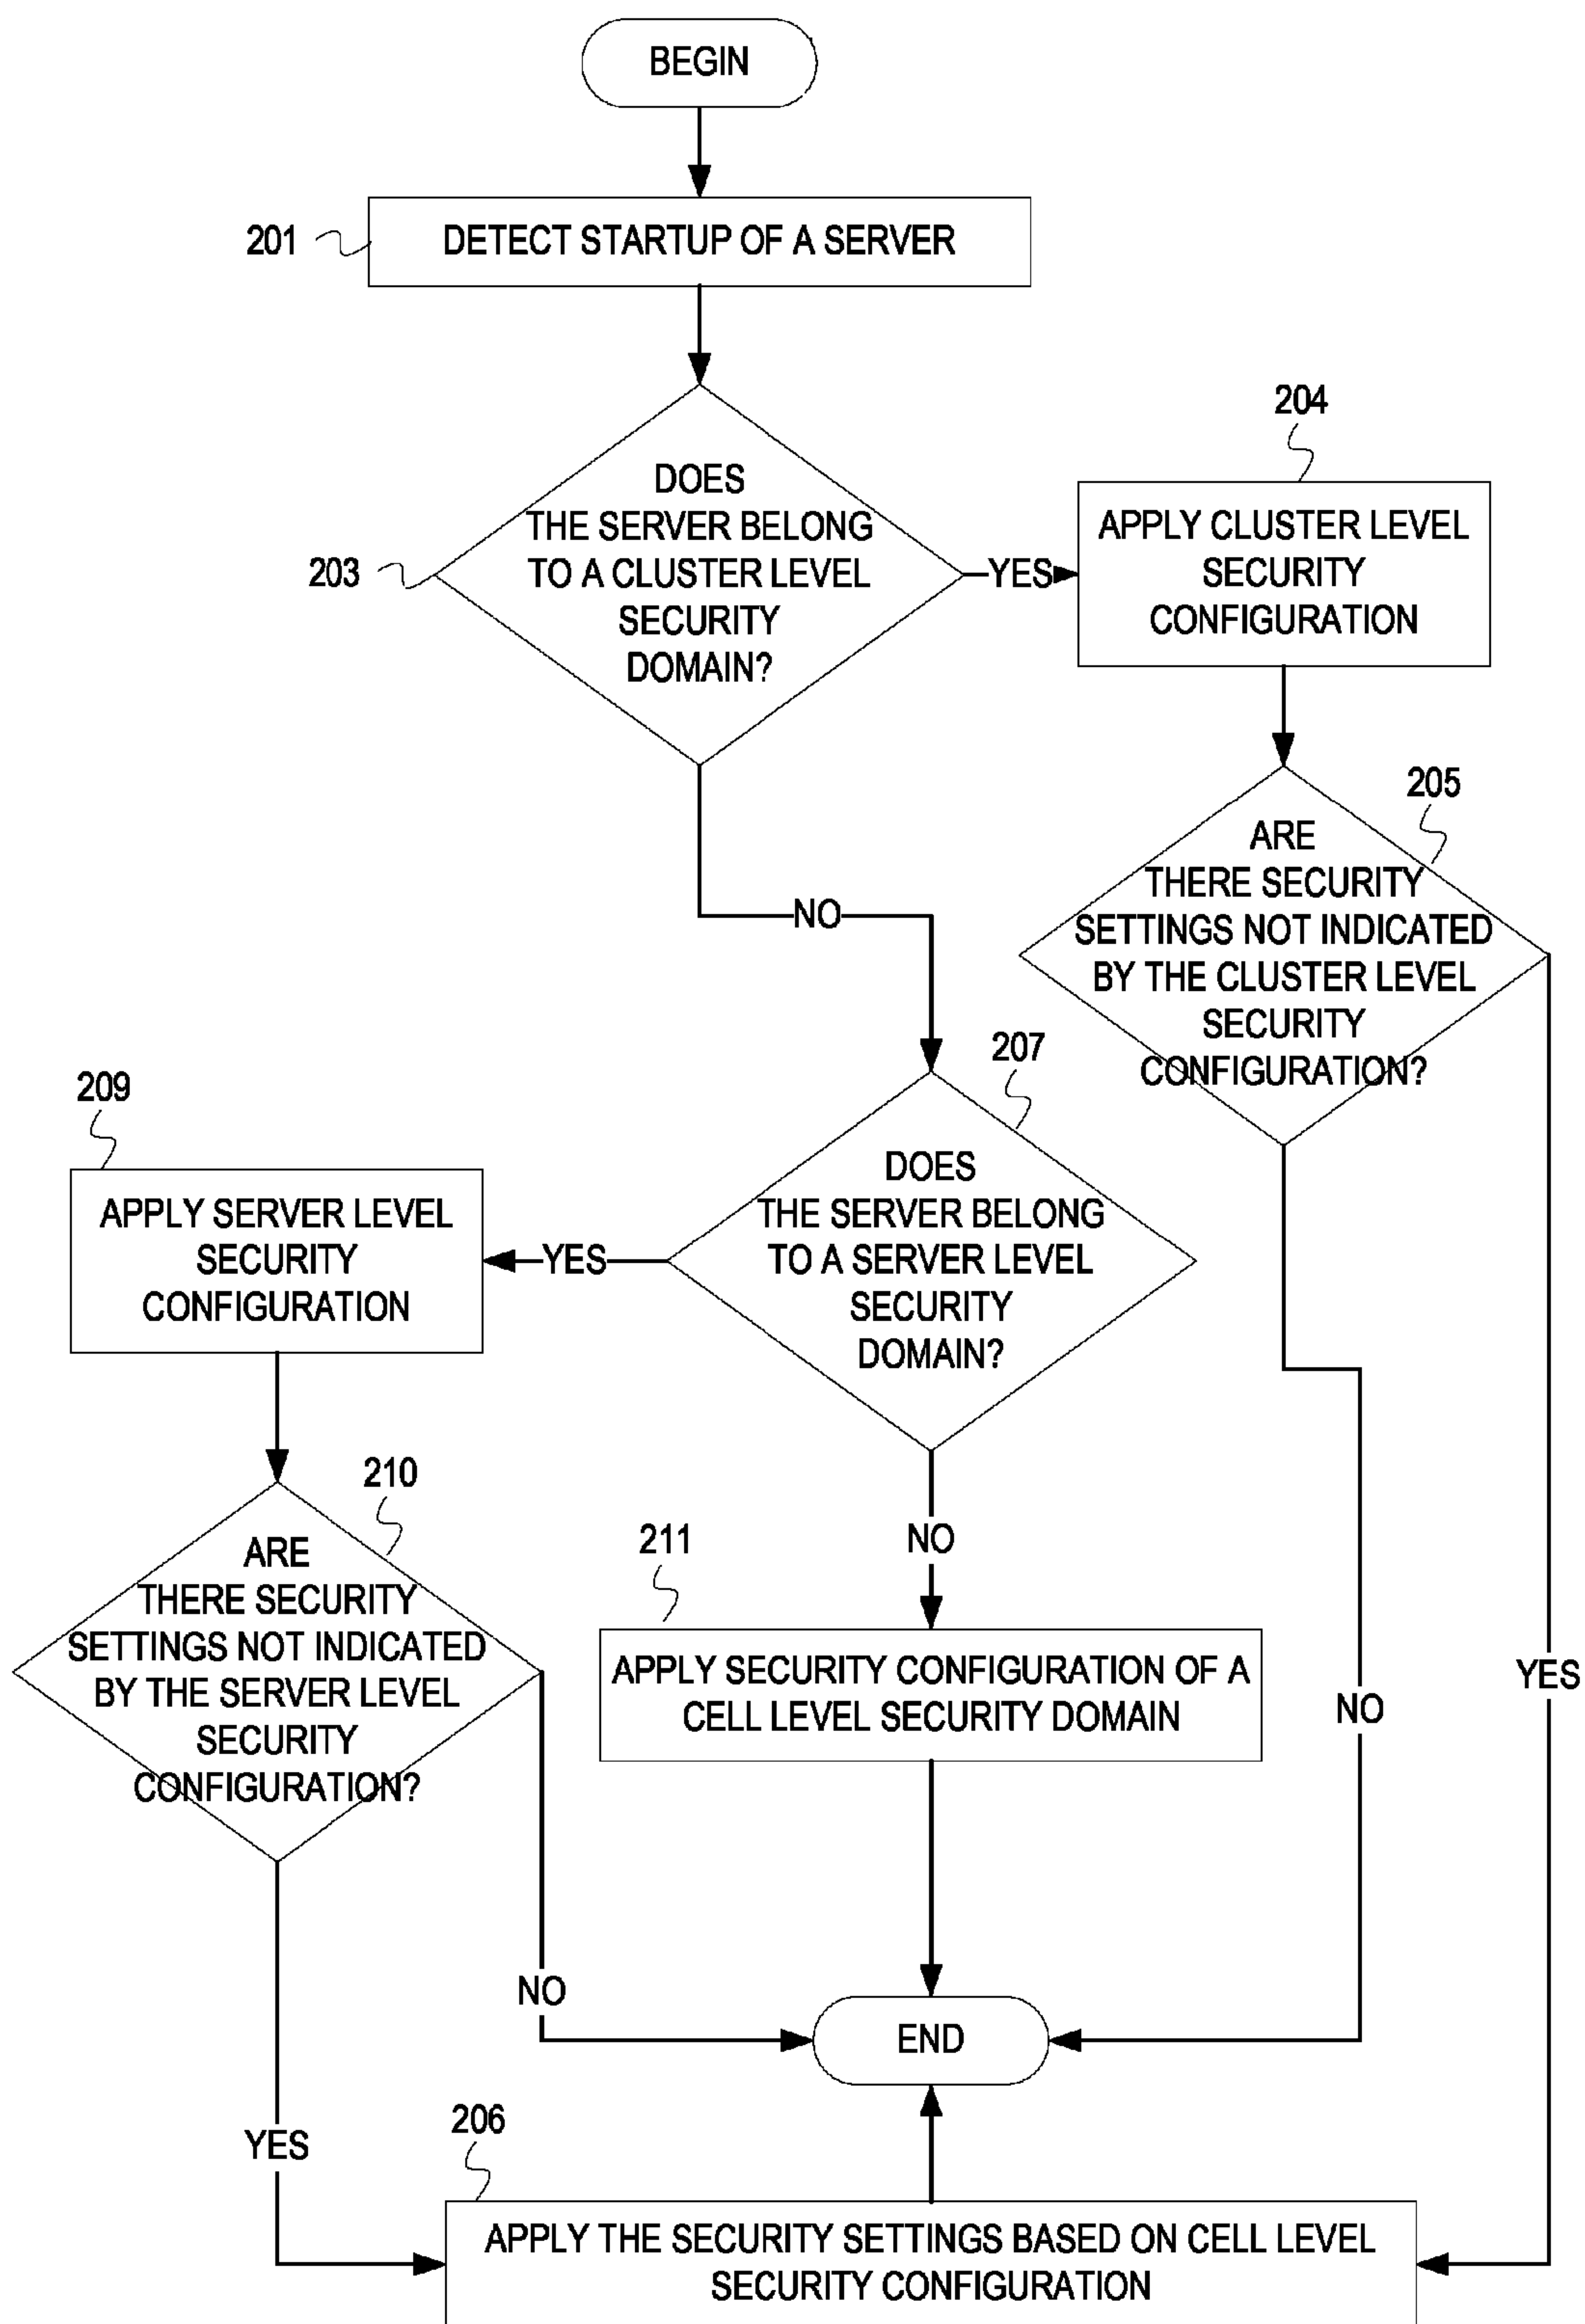 BEGIN
201
DETECT STARTUP OF A SERVER
203
DOES
THE SERVER BELONG
TO A CLUSTER LEVEL
SECURITY
DOMAIN?
YES
204
APPLY CLUSTER LEVEL
SECURITY
CONFIGURATION
205
ARE
THERE SECURITY
SETTINGS NOT INDICATED
BY THE CLUSTER LEVEL
SECURITY
CONFIGURATION?
NO
207
DOES
THE SERVER BELONG
TO A SERVER LEVEL
SECURITY
DOMAIN?
YES
209
APPLY SERVER LEVEL
SECURITY
CONFIGURATION
210
ARE
THERE SECURITY
SETTINGS NOT INDICATED
BY THE SERVER LEVEL
SECURITY
CONFIGURATION?
NO
211
APPLY SECURITY CONFIGURATION OF A
CELL LEVEL SECURITY DOMAIN
NO
YES
NO
END
YES
206
APPLY THE SECURITY SETTINGS BASED ON CELL LEVEL
SECURITY CONFIGURATION